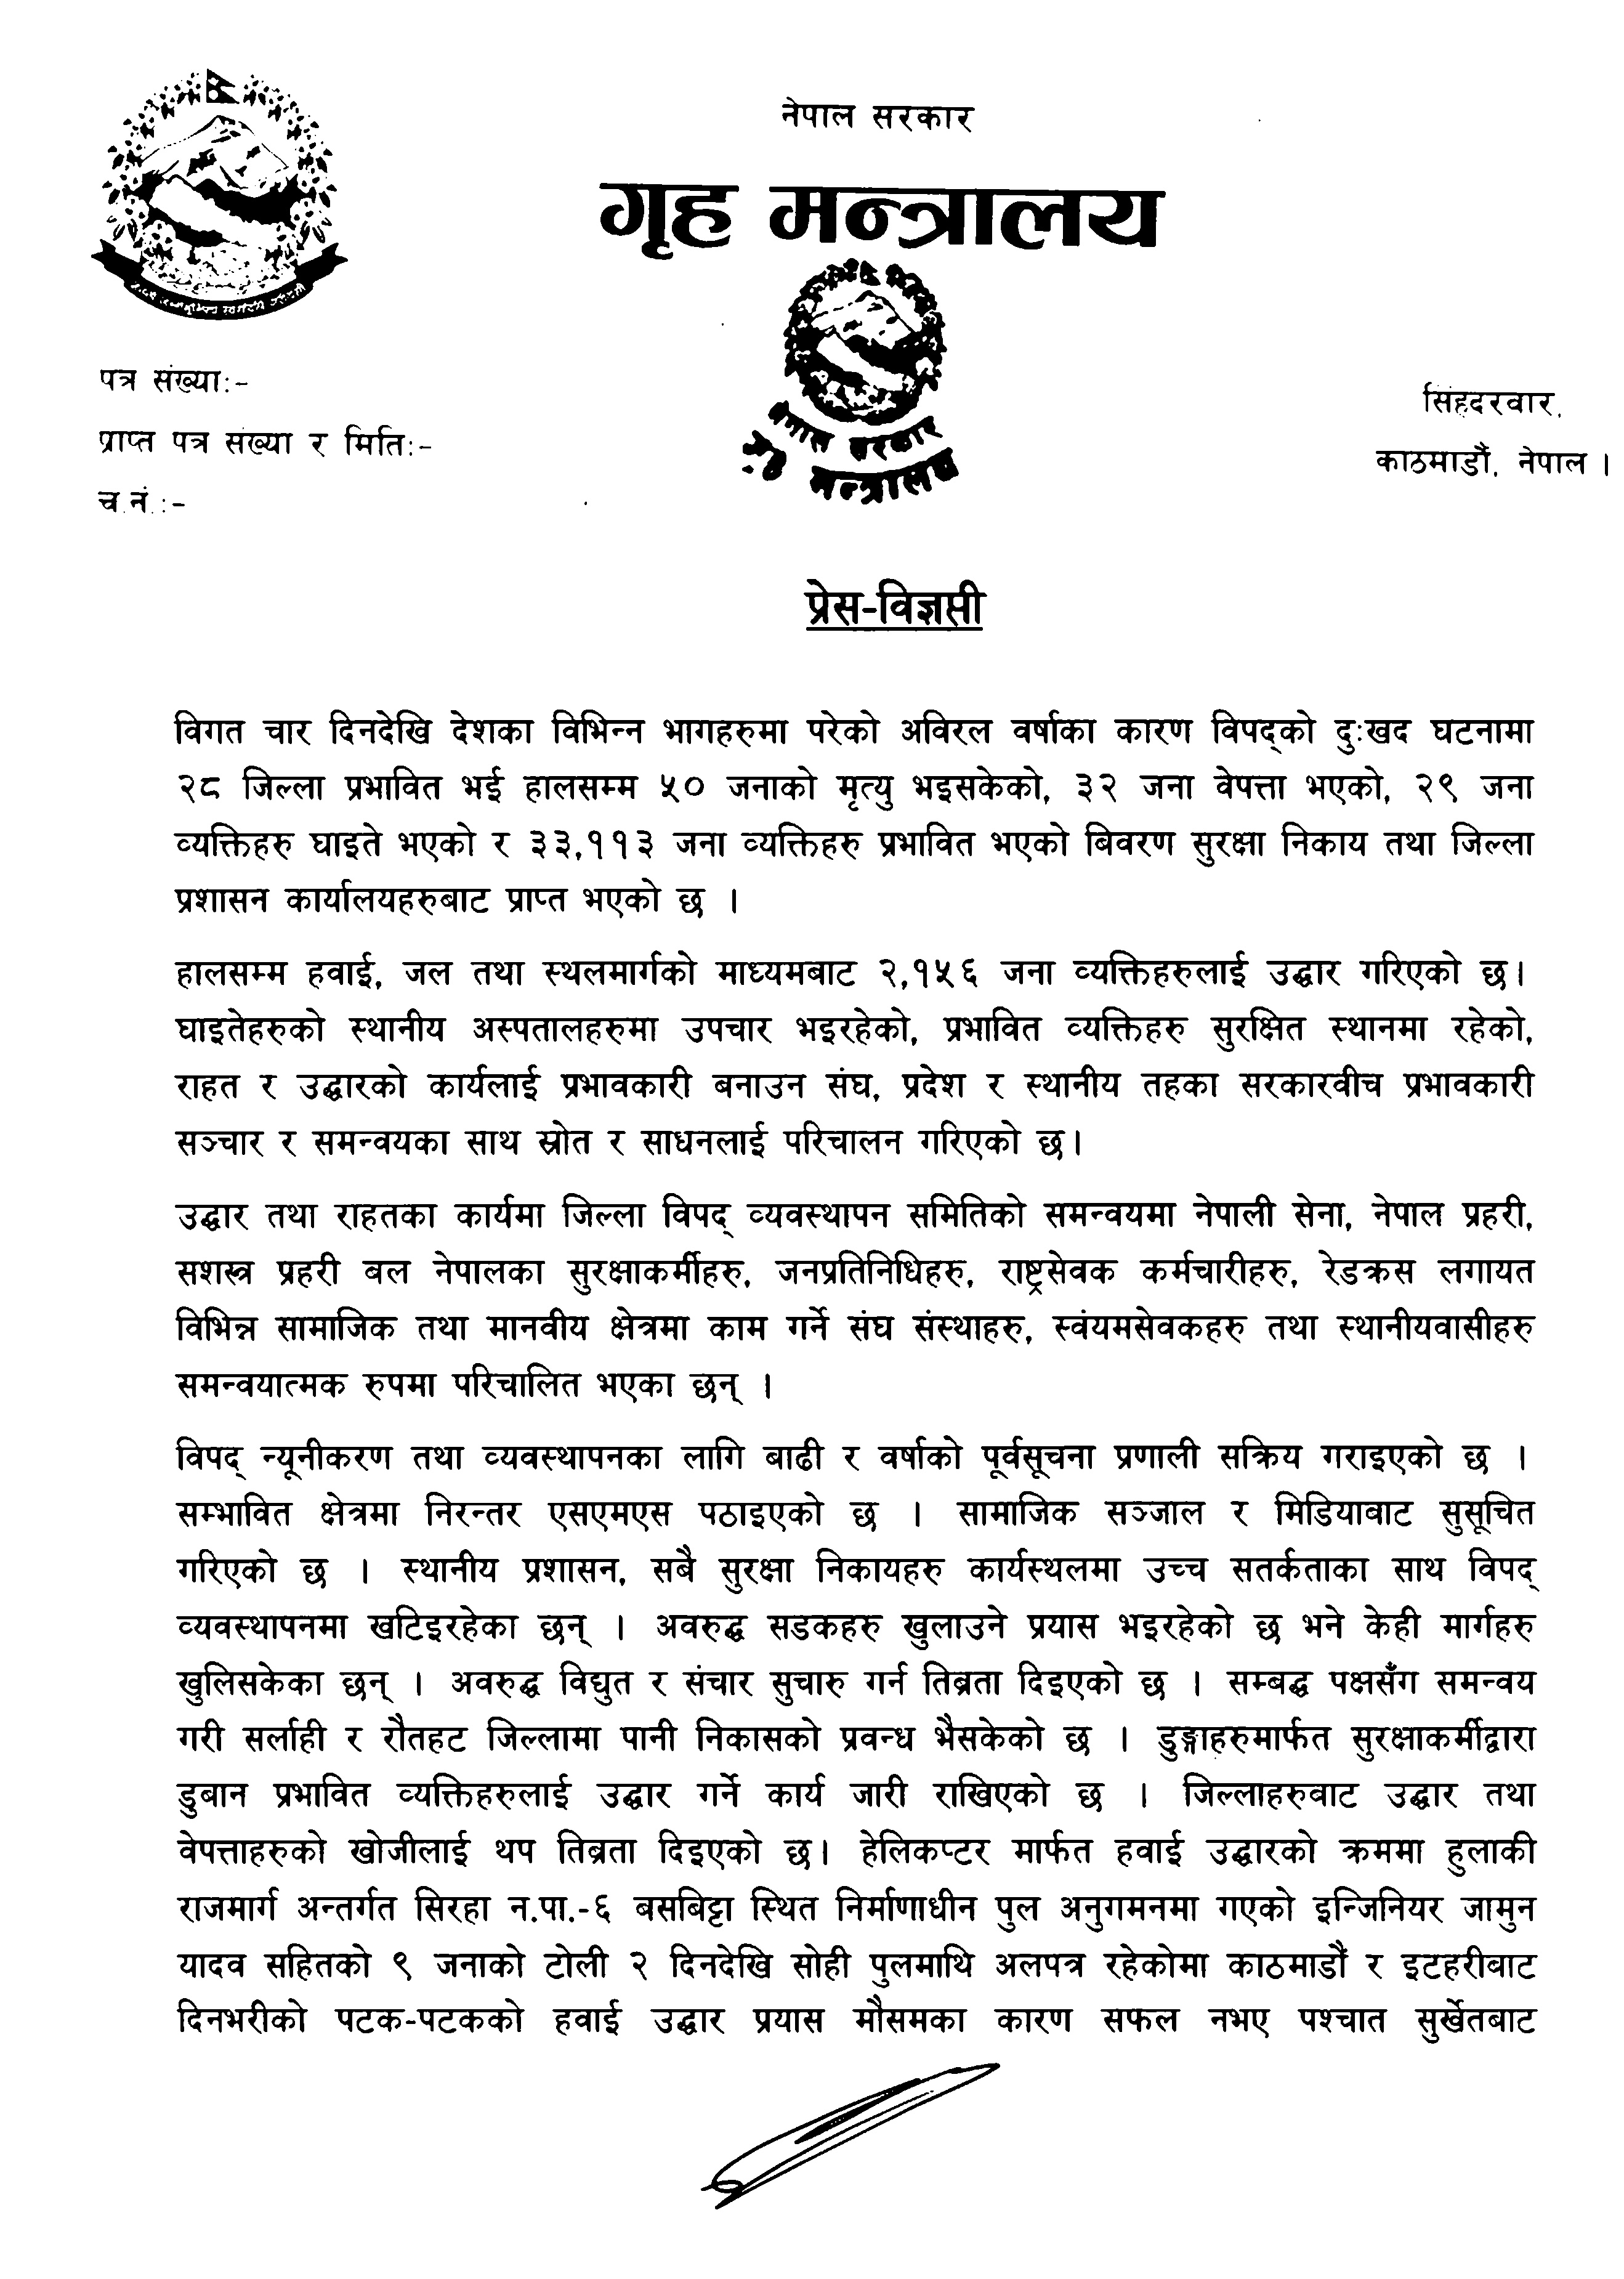 नेपाल सरकार
गृह मन्त्रालय
नेपाल सरकार
गृह मन्त्रालय
पत्र संख्याः-
प्राप्त पत्र संख्या र मितिः-
च.नं.:-
सिंहदरवार,
काठमाडौं, नेपाल ।
प्रेस-विज्ञप्ती
विगत चार दिनदेखि देशका विभिन्न भागहरुमा परेको अविरल वर्षाका कारण विपद्को दुःखद घटनामा
२८ जिल्ला प्रभावित भई हालसम्म ५० जनाको मृत्यु भइसकेको, ३२ जना वेपत्ता भएको, २९ जना
व्यक्तिहरु घाइते भएको र ३३,११३ जना व्यक्तिहरु प्रभावित भएको बिवरण सुरक्षा निकाय तथा जिल्ला
प्रशासन कार्यालयहरुबाट प्राप्त भएको छ ।
हालसम्म हवाई, जल तथा स्थलमार्गको माध्यमबाट २,१५६ जना व्यक्तिहरुलाई उद्धार गरिएको छ।
घाइतेहरुको स्थानीय अस्पतालहरुमा उपचार भइरहेको, प्रभावित व्यक्तिहरु सुरक्षित स्थानमा रहेको,
राहत र उद्धारको कार्यलाई प्रभावकारी बनाउन संघ, प्रदेश र स्थानीय तहका सरकारवीच प्रभावकारी
सञ्चार र समन्वयका साथ स्रोत र साधनलाई परिचालन गरिएको छ।
उद्धार तथा राहतका कार्यमा जिल्ला विपद् व्यवस्थापन समितिको समन्वयमा नेपाली सेना, नेपाल प्रहरी,
सशस्त्र प्रहरी बल नेपालका सुरक्षाकर्मीहरु, जनप्रतिनिधिहरु, राष्ट्रसेवक कर्मचारीहरु, रेडक्रस लगायत
विभिन्न सामाजिक तथा मानवीय क्षेत्रमा काम गर्ने संघ संस्थाहरु, स्वंयमसेवकहरु तथा स्थानीयवासीहरु
समन्वयात्मक रुपमा परिचालित भएका छन् ।
विपद् न्यूनीकरण तथा व्यवस्थापनका लागि बाढी र वर्षाको पूर्वसूचना प्रणाली सक्रिय गराइएको छ ।
सम्भावित क्षेत्रमा निरन्तर एसएमएस पठाइएको छ । सामाजिक सञ्जाल र मिडियाबाट सुसूचित
गरिएको छ । स्थानीय प्रशासन, सबै सुरक्षा निकायहरु कार्यस्थलमा उच्च सतर्कताका साथ विपद्
व्यवस्थापनमा खटिइरहेका छन् । अवरुद्ध सडकहरु खुलाउने प्रयास भइरहेको छ भने केही मार्गहरु
खुलिसकेका छन् । अवरुद्ध विद्युत र संचार सुचारु गर्न तिब्रता दिइएको छ । सम्बद्ध पक्षसँग समन्वय
गरी सर्लाही र रौतहट जिल्लामा पानी निकासको प्रवन्ध भैसकेको छ । डुङ्गाहरुमार्फत सुरक्षाकर्मीद्वारा
डुबान प्रभावित व्यक्तिहरुलाई उद्धार गर्ने कार्य जारी राखिएको छ । जिल्लाहरुबाट उद्धार तथा
वेपत्ताहरुको खोजीलाई थप तिब्रता दिइएको छ। हेलिकप्टर मार्फत हवाई उद्धारको क्रममा हुलाकी
राजमार्ग अन्तर्गत सिरहा न.पा.-६ बसबिट्टा स्थित निर्माणाधीन पुल अनुगमनमा गएको इन्जिनियर जामुन
यादव सहितको ९ जनाको टोली २ दिनदेखि सोही पुलमाथि अलपत्र रहेकोमा काठमाडौं र इटहरीबाट
दिनभरीको पटक-पटकको हवाई उद्धार प्रयास मौसमका कारण सफल नभए पश्चात सुर्खेतबाट